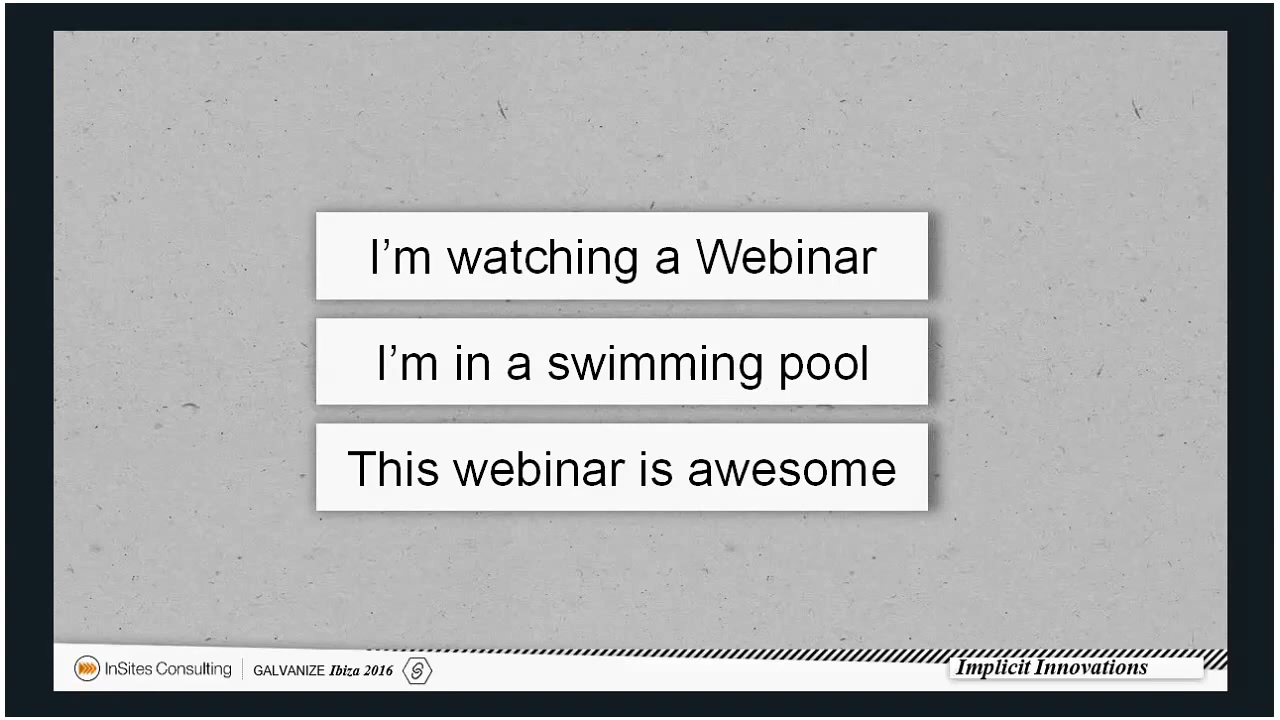 I'm watching a Webinar
I'm in a swimming pool
This webinar is awesome
InSites Consulting GALVANIZE Ibiza 2016
Implicit Innovations